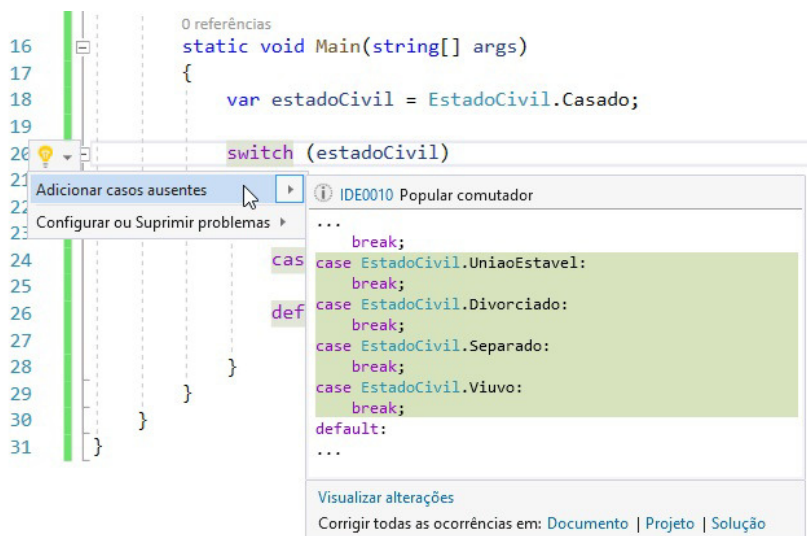 0 referências
16 static void Main(string[] args)
17 {
18 var estadoCivil = EstadoCivil.Casado;
19
20 switch (estadoCivil)
21 Adicionar casos ausentes
IDE0010 Popular comutador
22
Configurar ou Suprimir problemas
23
...
break;
24 cas
case EstadoCivil.UniaoEstavel:
25
break;
26 def
case EstadoCivil.Divorciado:
break;
27
case EstadoCivil.Separado:
28 }
break;
29 }
case EstadoCivil.Viuvo:
break;
30 }
default:
31 }
...
Visualizar alterações
Corrigir todas as ocorrências em: Documento | Projeto | Solução